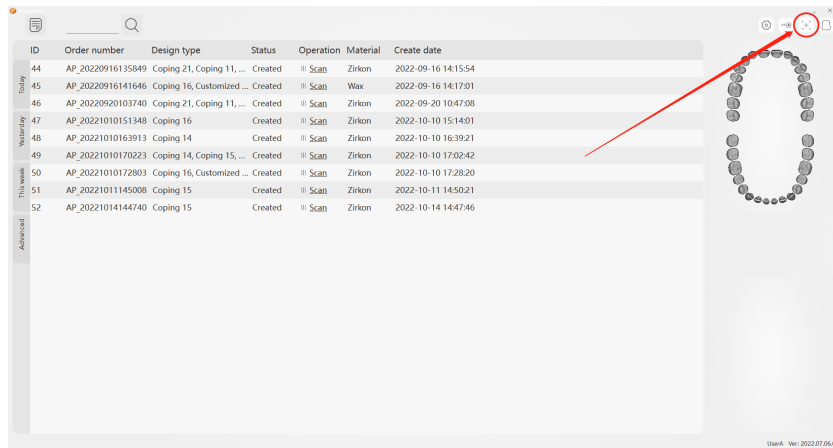 ID Order number Design type Status Operation Material Create date
44 AP_20220916135849 Coping 21, Coping 11, ... Created Scan Zirkon 2022-09-16 14:15:54
45 AP_20220916141646 Coping 16, Customized ... Created Scan Wax 2022-09-16 14:17:01
46 AP_20220920103740 Coping 21, Coping 11, ... Created Scan Zirkon 2022-09-20 10:47:08
47 AP_20221010151348 Coping 16 Created Scan Zirkon 2022-10-10 15:14:01
48 AP_20221010163913 Coping 14 Created Scan Zirkon 2022-10-10 16:39:21
49 AP_20221010170223 Coping 14, Coping 15, ... Created Scan Zirkon 2022-10-10 17:02:42
50 AP_20221010172803 Coping 16, Customized ... Created Scan Zirkon 2022-10-10 17:28:20
51 AP_20221011145008 Coping 15 Created Scan Zirkon 2022-10-11 14:50:21
52 AP_20221014144740 Coping 15 Created Scan Zirkon 2022-10-14 14:47:46
Today
Yesterday
This week
Advanced
UserA Ver: 2022.07.06.